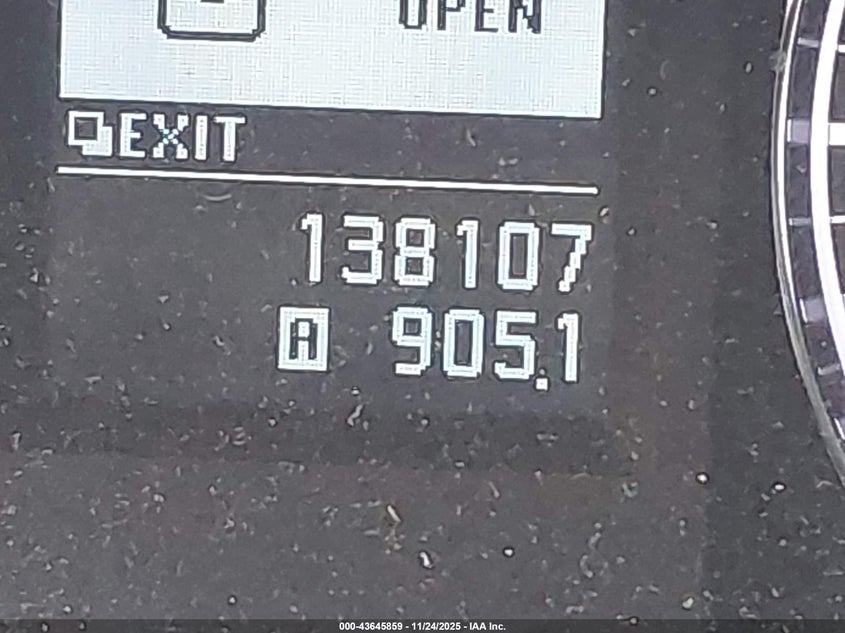 OPEN
EXIT
138107
A 905.1
000-43645859 - 11/24/2025 - IAA Inc.